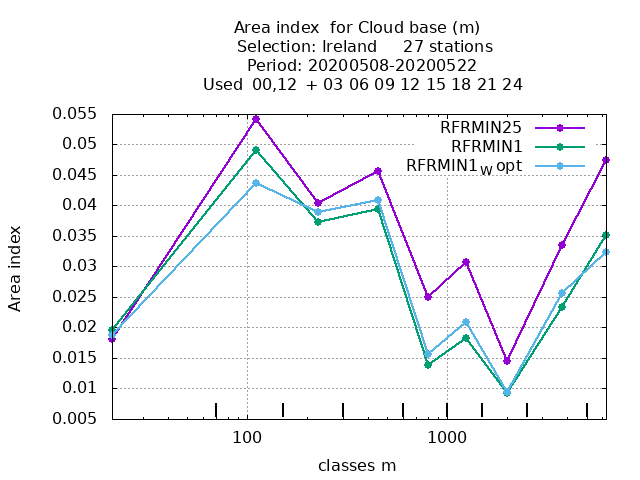 Area index  for Cloud base (m)
Selection: Ireland     27 stations
Period: 20200508-20200522
Used  00,12  + 03 06 09 12 15 18 21 24
0.055
0.05
0.045
0.04
0.035
0.03
0.025
0.02
0.015
0.01
0.005
Area index
RFRMIN25
RFRMIN1
RFRMIN1wopt
100
1000
classes m